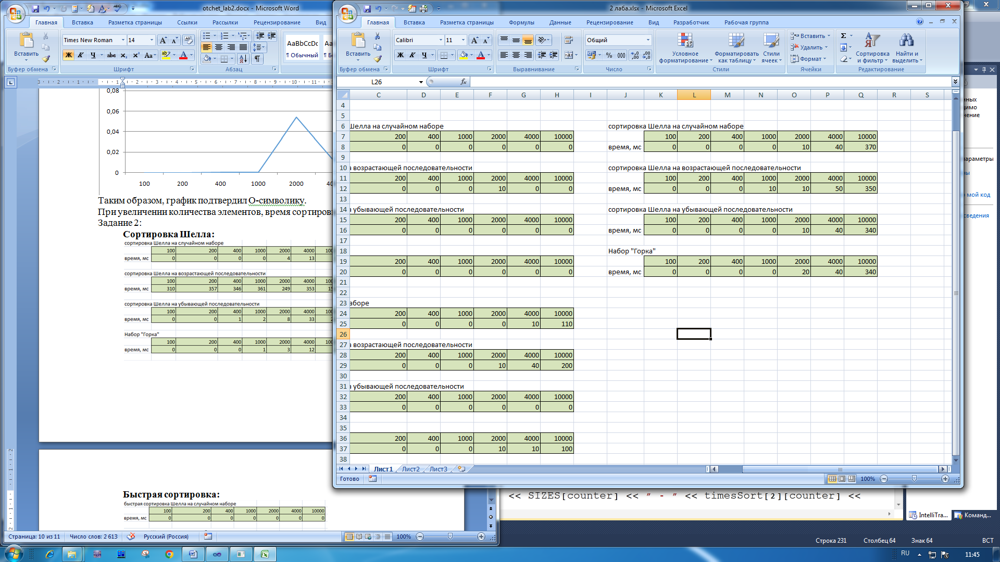 otchet_lab2.docx - Microsoft Word
Главная Вставка Разметка страницы Ссылки Рассылки Рецензирование Вид
Вставить
Times New Roman 14
AaBbCcDc
¶ Обычный
Буфер обмена Шрифт Абзац
0,08
0,06
0,04
0,02
0
100 200 400 1000 2000
Таким образом, график подтвердил О-символику.
При увеличении количества элементов, время сортиров
Задание 2:
Сортировка Шелла:
сортировка Шелла на случайном наборе
100 200 400 1000 2000 4000
время, мс 0 0 0 0 4 13
сортировка Шелла на возрастающей последовательности
100 200 400 1000 2000 4000
время, мс 310 357 346 361 249 353
сортировка Шелла на убывающей последовательности
100 200 400 1000 2000 4000
время, мс 0 0 1 2 8 33
Набор "Горка"
100 200 400 1000 2000 4000
время, мс 0 0 0 1 3 12
Быстрая сортировка:
быстрая сортировка Шелла на случайном наборе
100 200 400 1000 2000 4000 10000
время, мс 0 0 0 0 0 0 0
Страница: 10 из 11 Число слов: 2 613 Русский (Россия) 100%
2 лаба.xlsx - Microsoft Excel
Главная Вставка Разметка страницы Формулы Данные Рецензирование Вид Разработчик Рабочая группа
Вставить
Calibri 11
Общий
Условное форматирование
Форматировать как таблицу
Стили ячеек
Вставить
Удалить
Формат
Сортировка и фильтр
Найти и выделить
Буфер обмена Шрифт Выравнивание Число Стили Ячейки Редактирование
L26
C D E F G H I J K L M N O P Q R S
4
5
6 Шелла на случайном наборе сортировка Шелла на случайном наборе
7 200 400 1000 2000 4000 10000 100 200 400 1000 2000 4000 10000
8 0 0 0 0 0 0 время, мс 0 0 0 0 10 40 370
9
10 а возрастающей последовательности сортировка Шелла на возрастающей последовательности
11 200 400 1000 2000 4000 10000 100 200 400 1000 2000 4000 10000
12 0 0 0 10 0 0 время, мс 0 0 0 10 10 50 350
13
14 а убывающей последовательности сортировка Шелла на убывающей последовательности
15 200 400 1000 2000 4000 10000 100 200 400 1000 2000 4000 10000
16 0 0 0 0 0 0 время, мс 0 0 0 0 10 40 340
17
18 Набор "Горка"
19 200 400 1000 2000 4000 10000 100 200 400 1000 2000 4000 10000
20 0 0 0 0 0 0 время, мс 0 0 0 0 20 40 340
21
22
23 аборе
24 200 400 1000 2000 4000 10000
25 0 0 0 0 10 110
26
27 а возрастающей последовательности
28 200 400 1000 2000 4000 10000
29 0 0 0 10 40 200
30
31 а убывающей последовательности
32 200 400 1000 2000 4000 10000
33 0 0 0 0 0 0
34
35
36 200 400 1000 2000 4000 10000
37 0 0 0 10 10 100
38
Лист1 Лист2 Лист3
Готово 100%
нных
димо
нение
араметры
мой код
сведения
<< SIZES[counter] << " - " << timesSort[2][counter] <<
IntelliTra... Команд...
Строка 231 Столбец 64 Знак 64 ВСТ
RU 11:45